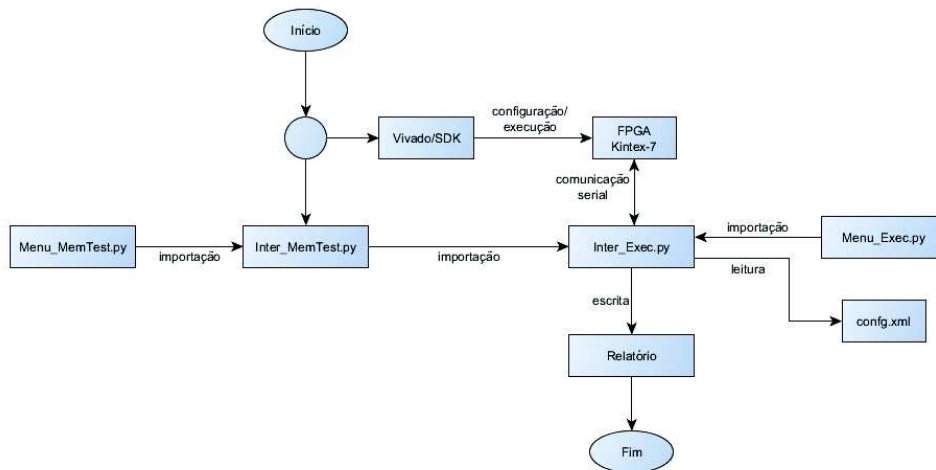 Início
configuração/
execução
Vivado/SDK
FPGA
Kintex-7
comunicação
serial
Menu_MemTest.py
importação
Inter_MemTest.py
importação
Inter_Exec.py
importação
Menu_Exec.py
leitura
escrita
confg.xml
Relatório
Fim